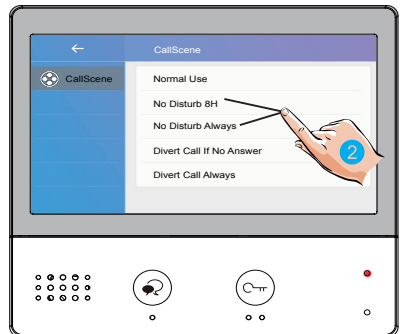 CallScene
CallScene
Normal Use
No Disturb 8H
No Disturb Always
Divert Call If No Answer
Divert Call Always
2